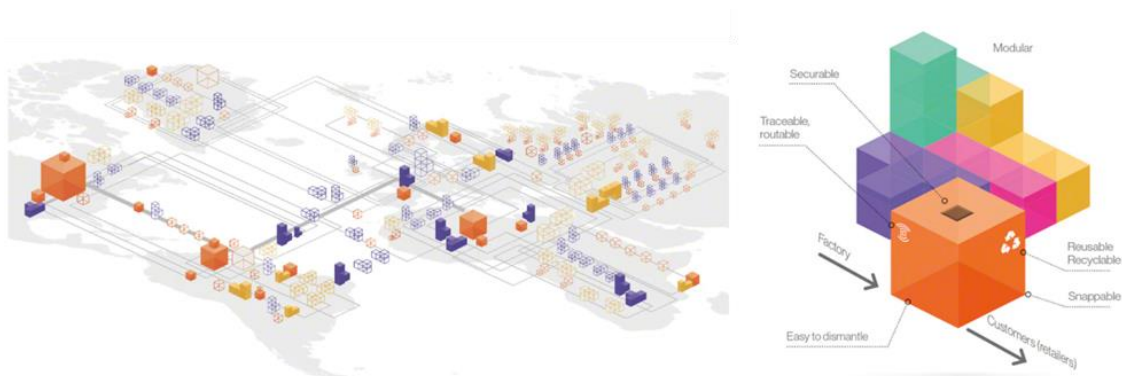 Modular
Securable
Traceable,
routable
Factory
Reusable
Recyclable
Snappable
Easy to dismantle
Customers (retailers)